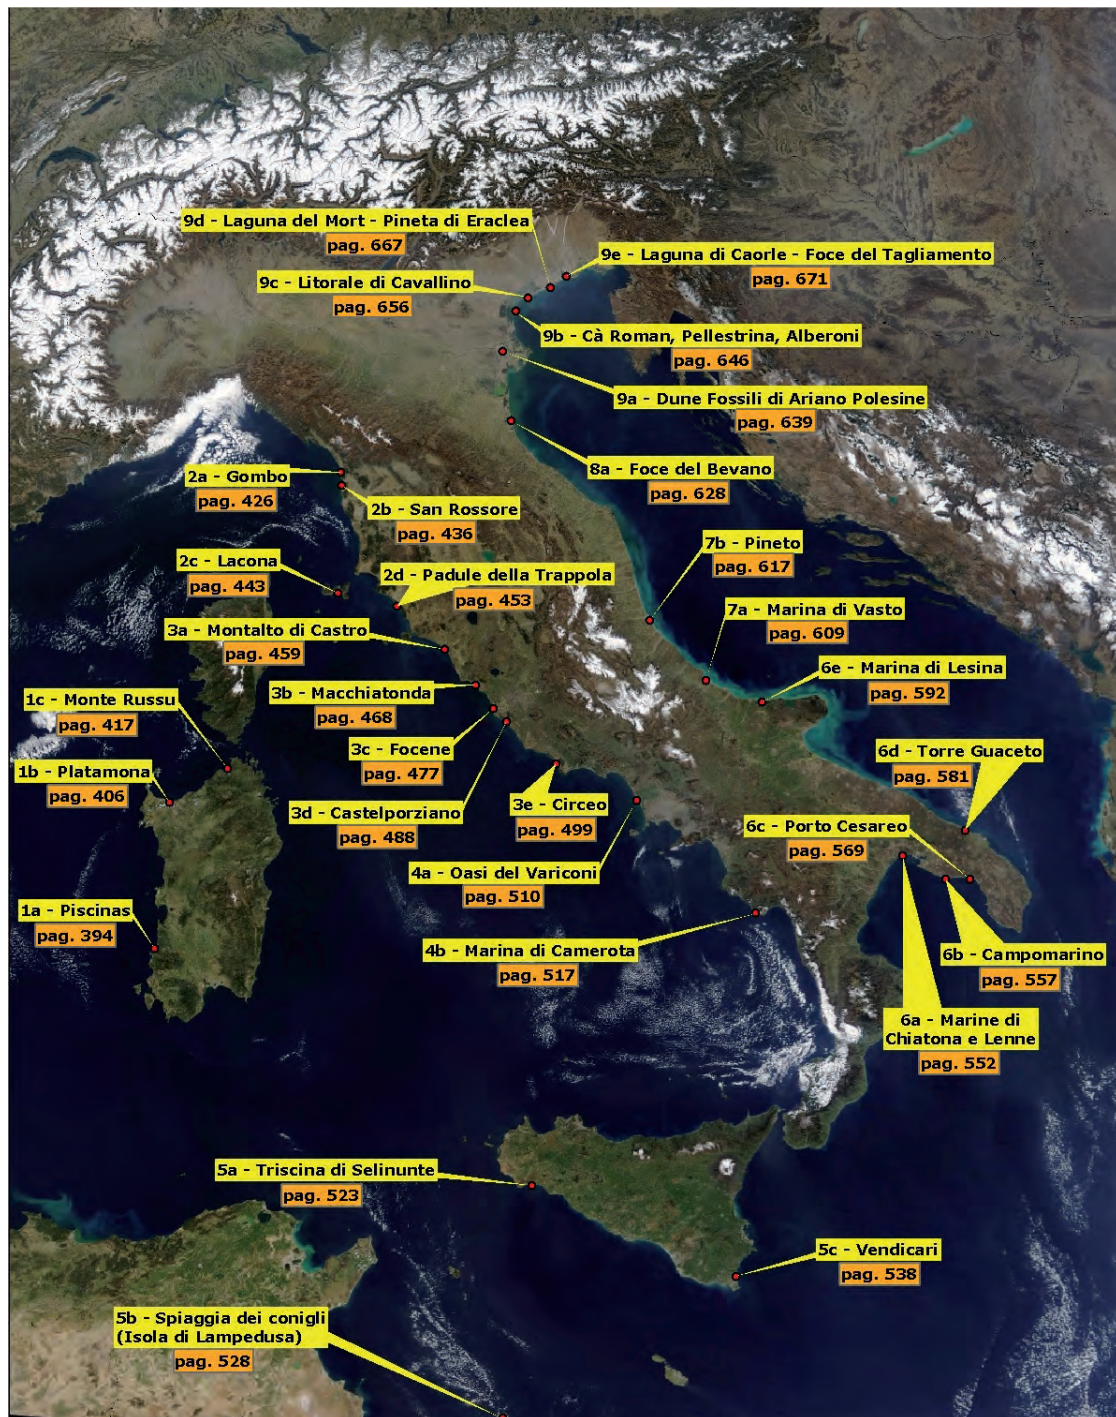 9d - Laguna del Mort - Pineta di Eraclea
pag. 667
9e - Laguna di Caorle - Foce del Tagliamento
pag. 671
9c - Litorale di Cavallino
pag. 656
9b - Cà Roman, Pellestrina, Alberoni
pag. 646
9a - Dune Fossili di Ariano Polesine
pag. 639
8a - Foce del Bevano
pag. 628
2a - Gombo
pag. 426
2b - San Rossore
pag. 436
7b - Pineto
pag. 617
2c - Lacona
pag. 443
2d - Padule della Trappola
pag. 453
7a - Marina di Vasto
pag. 609
3a - Montalto di Castro
pag. 459
6e - Marina di Lesina
pag. 592
3b - Macchiatonda
pag. 468
1c - Monte Russu
pag. 417
3c - Focene
pag. 477
6d - Torre Guaceto
pag. 581
1b - Platamona
pag. 406
3d - Castelporziano
pag. 488
3e - Circeo
pag. 499
6c - Porto Cesareo
pag. 569
4a - Oasi del Variconi
pag. 510
1a - Piscinas
pag. 394
4b - Marina di Camerota
pag. 517
6b - Campomarino
pag. 557
6a - Marine di
Chiatona e Lenne
pag. 552
5a - Triscina di Selinunte
pag. 523
5c - Vendicari
pag. 538
5b - Spiaggia dei conigli
(Isola di Lampedusa)
pag. 528